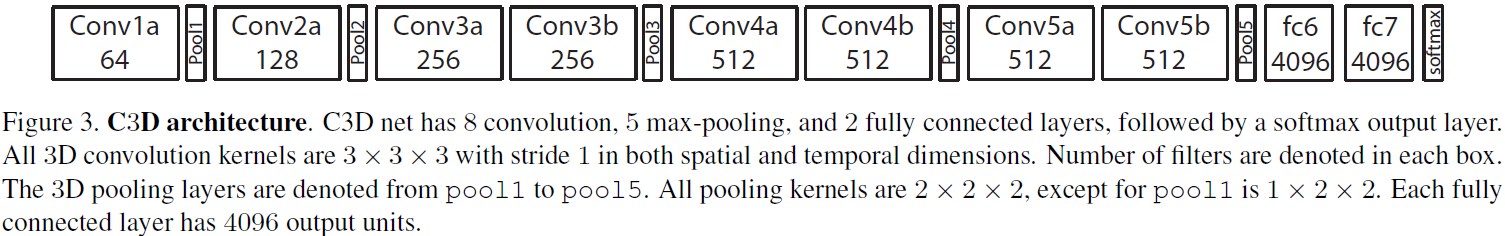 Conv1a Pool1 Conv2a Pool2 Conv3a Conv3b Pool3 Conv4a Conv4b Pool4 Conv5a Conv5b Pool5 fc6 fc7 softmax
64 128 256 256 512 512 512 512 4096 4096
Figure 3. C3D architecture. C3D net has 8 convolution, 5 max-pooling, and 2 fully connected layers, followed by a softmax output layer.
All 3D convolution kernels are 3 × 3 × 3 with stride 1 in both spatial and temporal dimensions. Number of filters are denoted in each box.
The 3D pooling layers are denoted from pool1 to pool5. All pooling kernels are 2 × 2 × 2, except for pool1 is 1 × 2 × 2. Each fully
connected layer has 4096 output units.